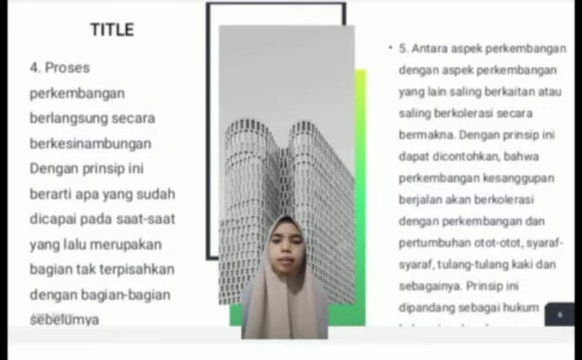 TITLE
4. Proses
perkembangan
berlangsung secara
berkesinambungan
Dengan prinsip ini
berarti apa yang sudah
dicapai pada saat-saat
yang lalu merupakan
bagian tak terpisahkan
dengan bagian-bagian
sebelumya
• 5. Antara aspek perkembangan
dengan aspek perkembangan
yang lain saling berkaitan atau
saling berkolerasi secara
bermakna. Dengan prinsip ini
dapat dicontohkan, bahwa
perkembangan kesanggupan
berjalan akan berkolerasi
dengan perkembangan dan
pertumbuhan otot-otot, syaraf-
syaraf, tulang-tulang kaki dan
sebagainya. Prinsip ini
dipandang sebagai hukum
6